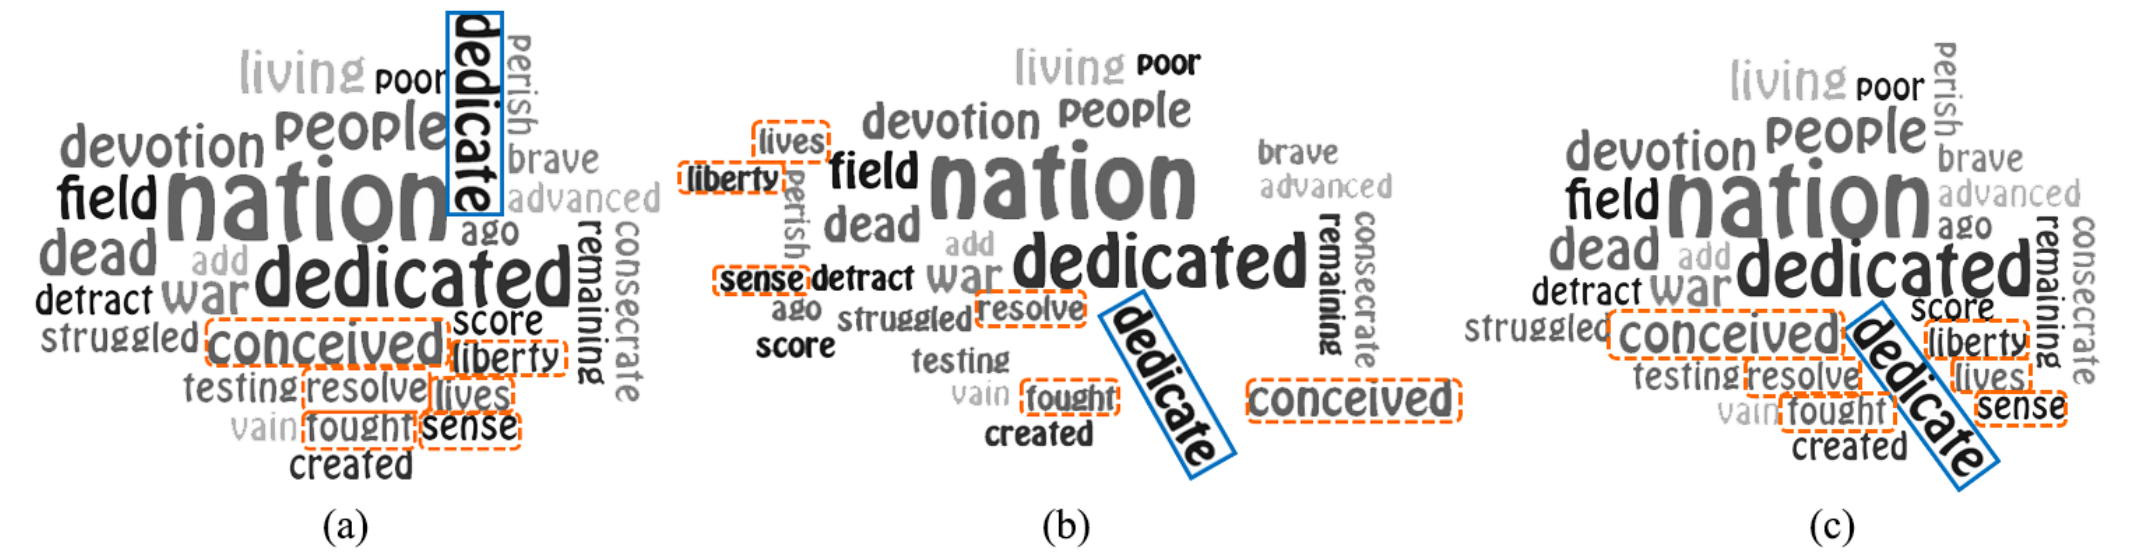 living poor dedicate perish
devotion people brave
field nation advanced
dead add dedicated ago remaining consecrate
detract war
struggled conceived score
liberty
testing resolve lives
vain fought sense
created
(a)
living poor
devotion people
lives field nation brave
liberty perish advanced
dead add dedicated remaining consecrate
sense detract war
ago struggled resolve dedicate
score
testing
vain fought conceived
created
(b)
living poor perish
devotion people brave
field nation advanced
dead add dedicated ago remaining consecrate
detract war
struggled conceived dedicate score
liberty
testing resolve lives
vain fought sense
created
(c)